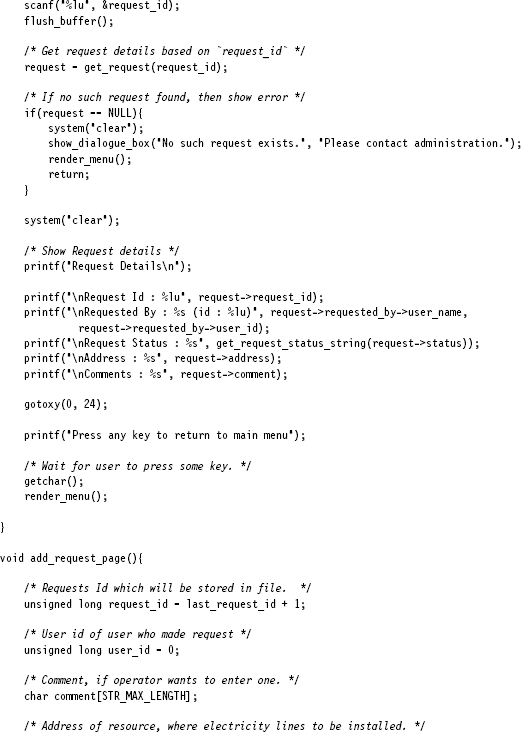 scanf("%lu", &request_id);
flush_buffer();
/* Get request details based on `request_id` */
request = get_request(request_id);
/* If no such request found, then show error */
if(request == NULL){
system("clear");
show_dialogue_box("No such request exists.", "Please contact administration.");
render_menu();
return;
}
system("clear");
/* Show Request details */
printf("Request Details\n");
printf("\nRequest Id : %lu", request->request_id);
printf("\nRequested By : %s (id : %lu)", request->requested_by->user_name,
request->requested_by->user_id);
printf("\nRequest Status : %s", get_request_status_string(request->status));
printf("\nAddress : %s", request->address);
printf("\nComments : %s", request->comment);
gotoxy(0, 24);
printf("Press any key to return to main menu");
/* Wait for user to press some key. */
getchar();
render_menu();
}
void add_request_page(){
/* Requests Id which will be stored in file.  */
unsigned long request_id = last_request_id + 1;
/* User id of user who made request */
unsigned long user_id = 0;
/* Comment, if operator wants to enter one. */
char comment[STR_MAX_LENGTH];
/* Address of resource, where electricity lines to be installed. */